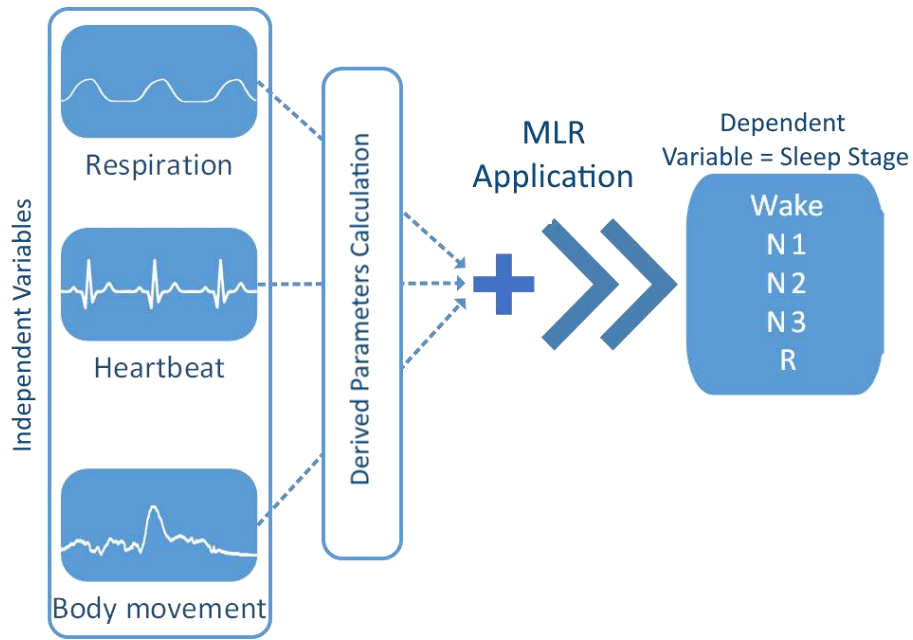 Independent Variables
Respiration
Heartbeat
Body movement
Derived Parameters Calculation
MLR
Application
Dependent
Variable = Sleep Stage
Wake
N 1
N 2
N 3
R